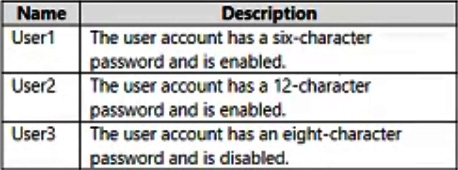 Name Description
User1 The user account has a six-character
password and is enabled.
User2 The user account has a 12-character
password and is enabled.
User3 The user account has an eight-character
password and is disabled.